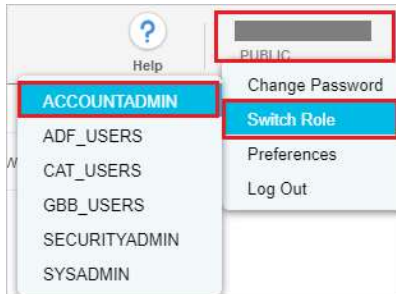 ?
Help
PUBLIC
Change Password
Switch Role
Preferences
Log Out
ACCOUNTADMIN
ADF_USERS
CAT_USERS
GBB_USERS
SECURITYADMIN
SYSADMIN